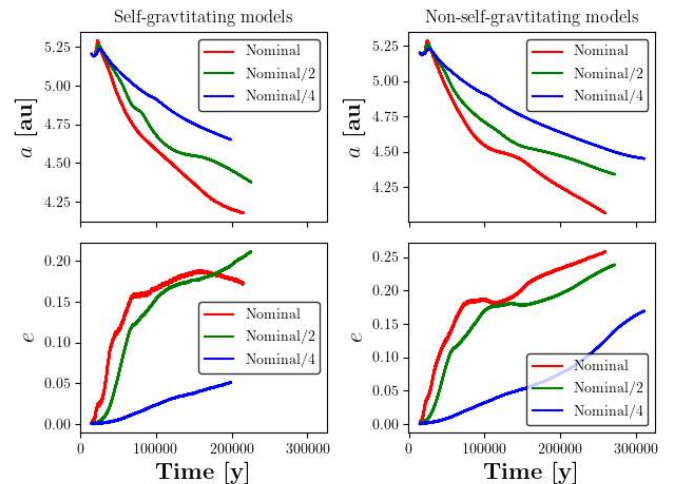 Self-gravtitating models
Non-self-gravtitating models
5.25
5.00
4.75
4.50
4.25
a [au]
Nominal
Nominal/2
Nominal/4
5.25
5.00
4.75
4.50
4.25
a [au]
Nominal
Nominal/2
Nominal/4
0.20
0.15
0.10
0.05
0.00
e
Nominal
Nominal/2
Nominal/4
0 100000 200000 300000
Time [y]
0.25
0.20
0.15
0.10
0.05
0.00
e
Nominal
Nominal/2
Nominal/4
0 100000 200000 300000
Time [y]